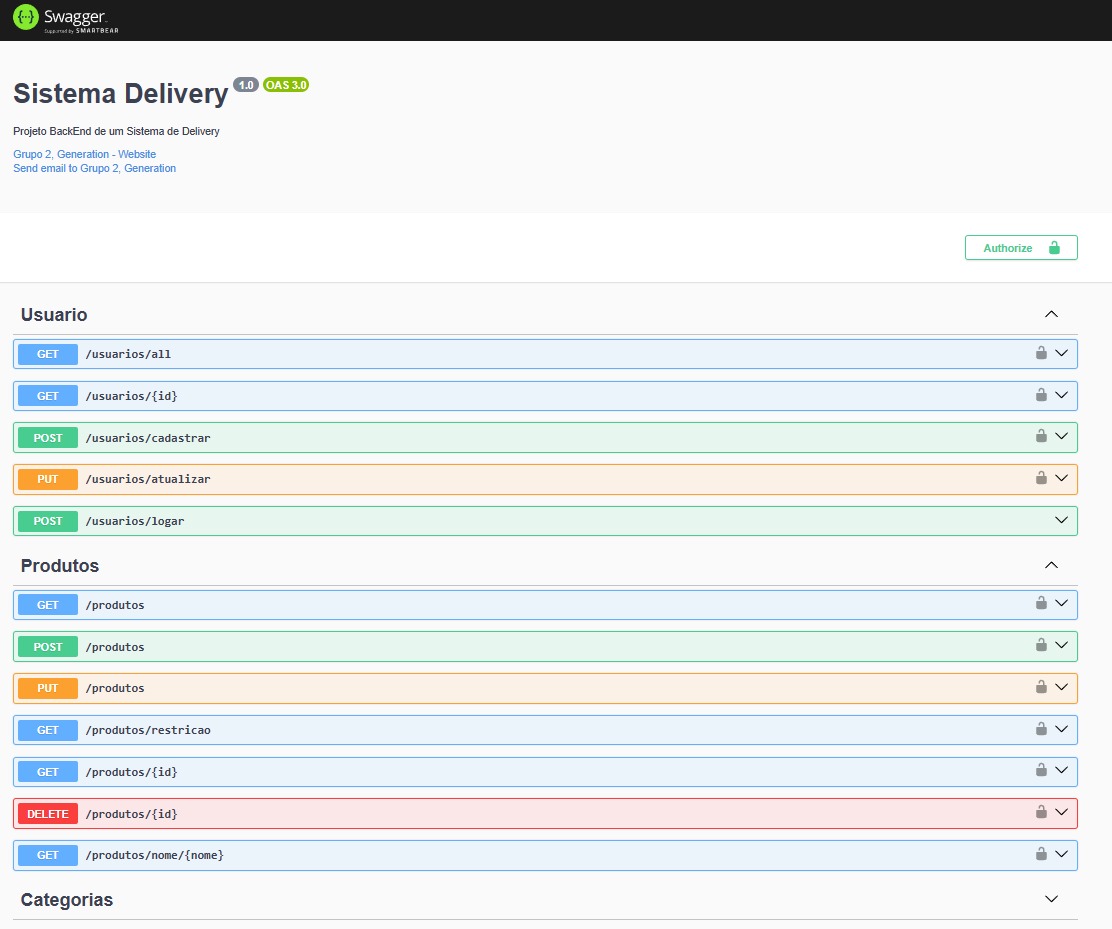 Swagger
Supported by SMARTBEAR
Sistema Delivery 1.0 OAS 3.0
Projeto BackEnd de um Sistema de Delivery
Grupo 2, Generation - Website
Send email to Grupo 2, Generation
Authorize
Usuario
GET /usuarios/all
GET /usuarios/{id}
POST /usuarios/cadastrar
PUT /usuarios/atualizar
POST /usuarios/logar
Produtos
GET /produtos
POST /produtos
PUT /produtos
GET /produtos/restricao
GET /produtos/{id}
DELETE /produtos/{id}
GET /produtos/nome/{nome}
Categorias